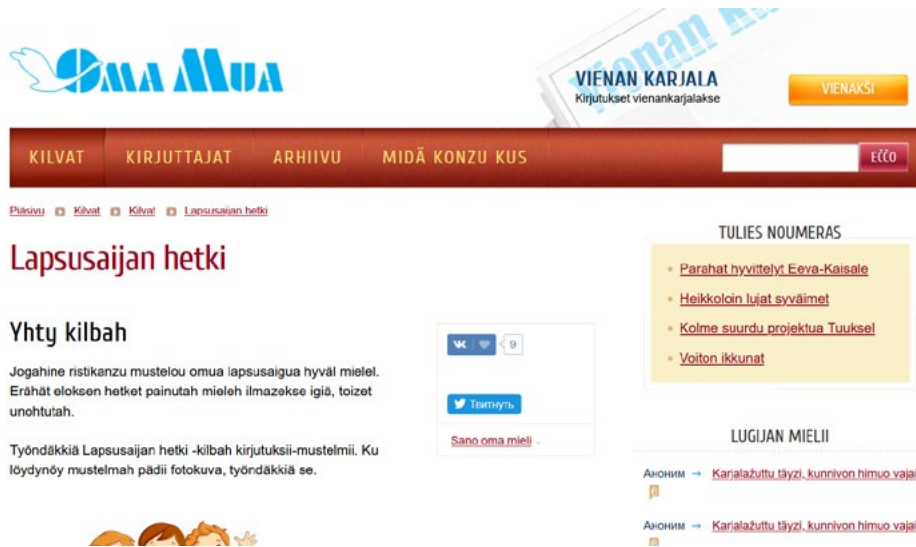 OMA MUA
VIENAN KARJALA
Kirjutukset vienankarjalakse
VIENAKŠI
KILVAT
KIRJUTTAJAT
ARHIIVU
MIDÄ KONZU KUS
EČČO
Piäsivu
Kilvat
Kilvat
Lapsusaijan hetki
Lapsusaijan hetki
Yhty kilbah
Jogahine ristikanzu mustelou omua lapsusaigua hyväl mielel.
Erähät eloksen hetket painutah mieleh ilmazekse igiä, toizet
unohtutah.
Työndäkkiä Lapsusaijan hetki -kilbah kirjutuksii-mustelmii. Ku
löydynöy mustelmah pädii fotokuva, työndäkkiä se.
9
Твитнуть
Sano oma mieli
TULIES NOUMERAS
Parahat hyvittelyt Eeva-Kaisale
Heikkoloin lujat syväimet
Kolme suurdu projektua Tuuksel
Voiton ikkunat
LUGIJAN MIELII
Аноним → Karjalažuttu täyzi, kunnivon himuo vajai
6
Аноним → Karjalažuttu täyzi, kunnivon himuo vajai
6